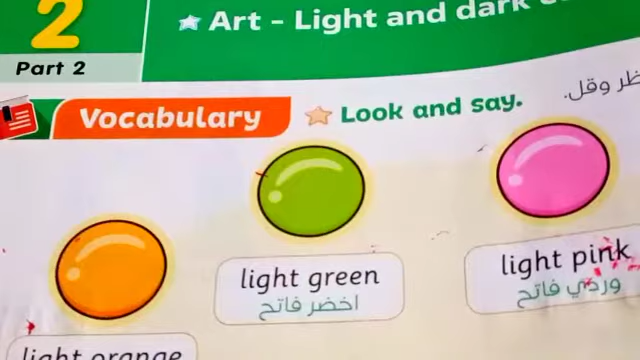 2
Part 2
Art - Light and dark
Vocabulary
Look and say.
وقل.
light green
اخضر فاتح
light pink
وردي فاتح
light orange